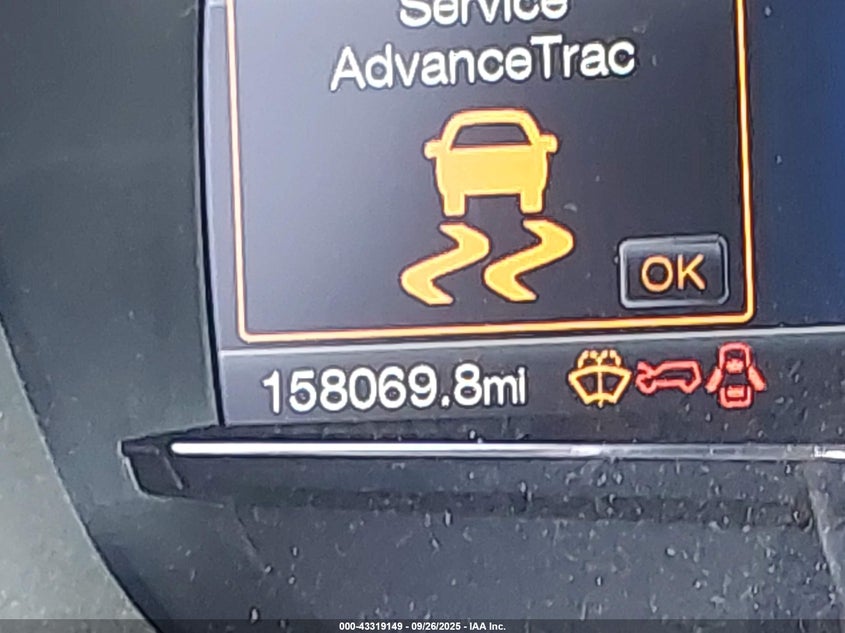 Service
AdvanceTrac
OK
158069.8mi
000-43319149 - 09/26/2025 - IAA Inc.